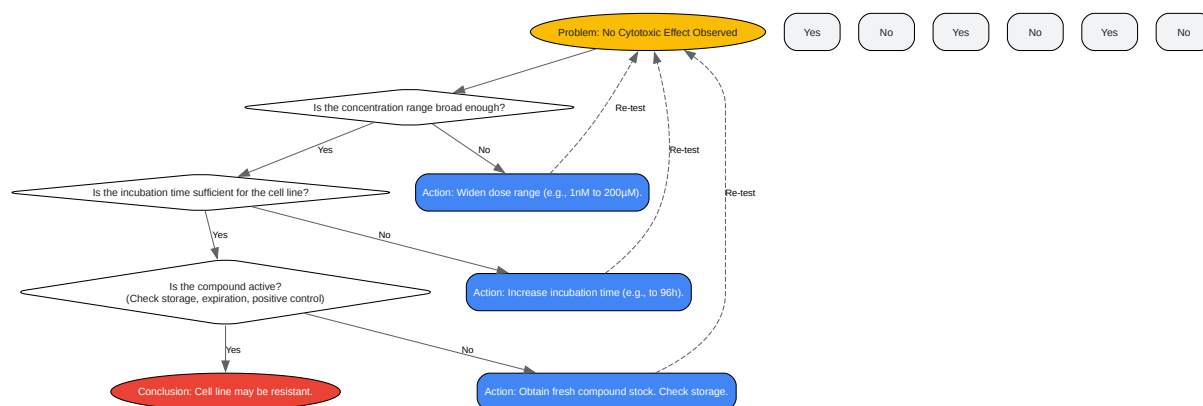 Problem: No Cytotoxic Effect Observed
Yes
No
Yes
No
Yes
No
Is the concentration range broad enough?
Re-test
Yes
No
Re-test
Is the incubation time sufficient for the cell line?
Action: Widen dose range (e.g., 1nM to 200μM).
Re-test
Yes
No
Is the compound active?
(Check storage, expiration, positive control)
Action: Increase incubation time (e.g., to 96h).
Yes
No
Conclusion: Cell line may be resistant.
Action: Obtain fresh compound stock. Check storage.